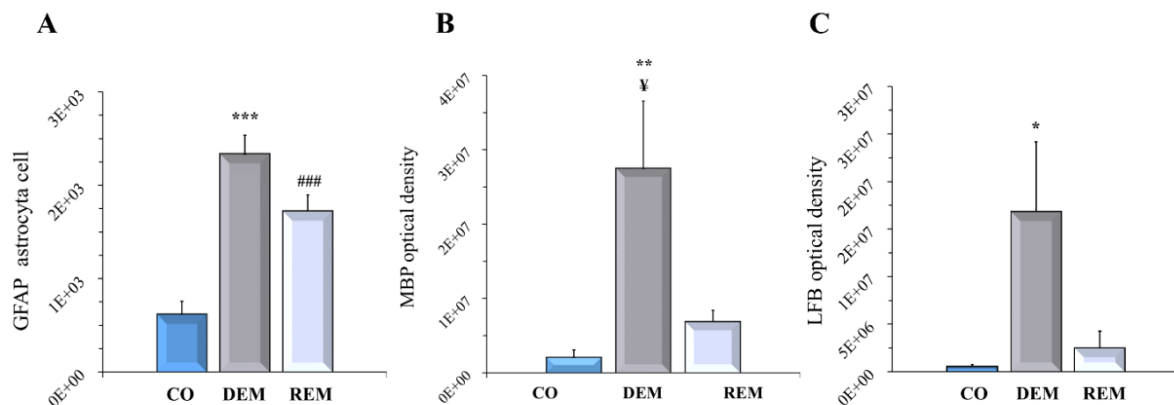 A
GFAP astrocyta cell
3E+03
2E+03
1E+03
0E+00
***
###
CO DEM REM
B
MBP optical density
4E+07
3E+07
2E+07
1E+07
0E+00
**
¥
CO DEM REM
C
LFB optical density
3E+07
3E+07
2E+07
2E+07
1E+07
5E+06
0E+00
*
CO DEM REM